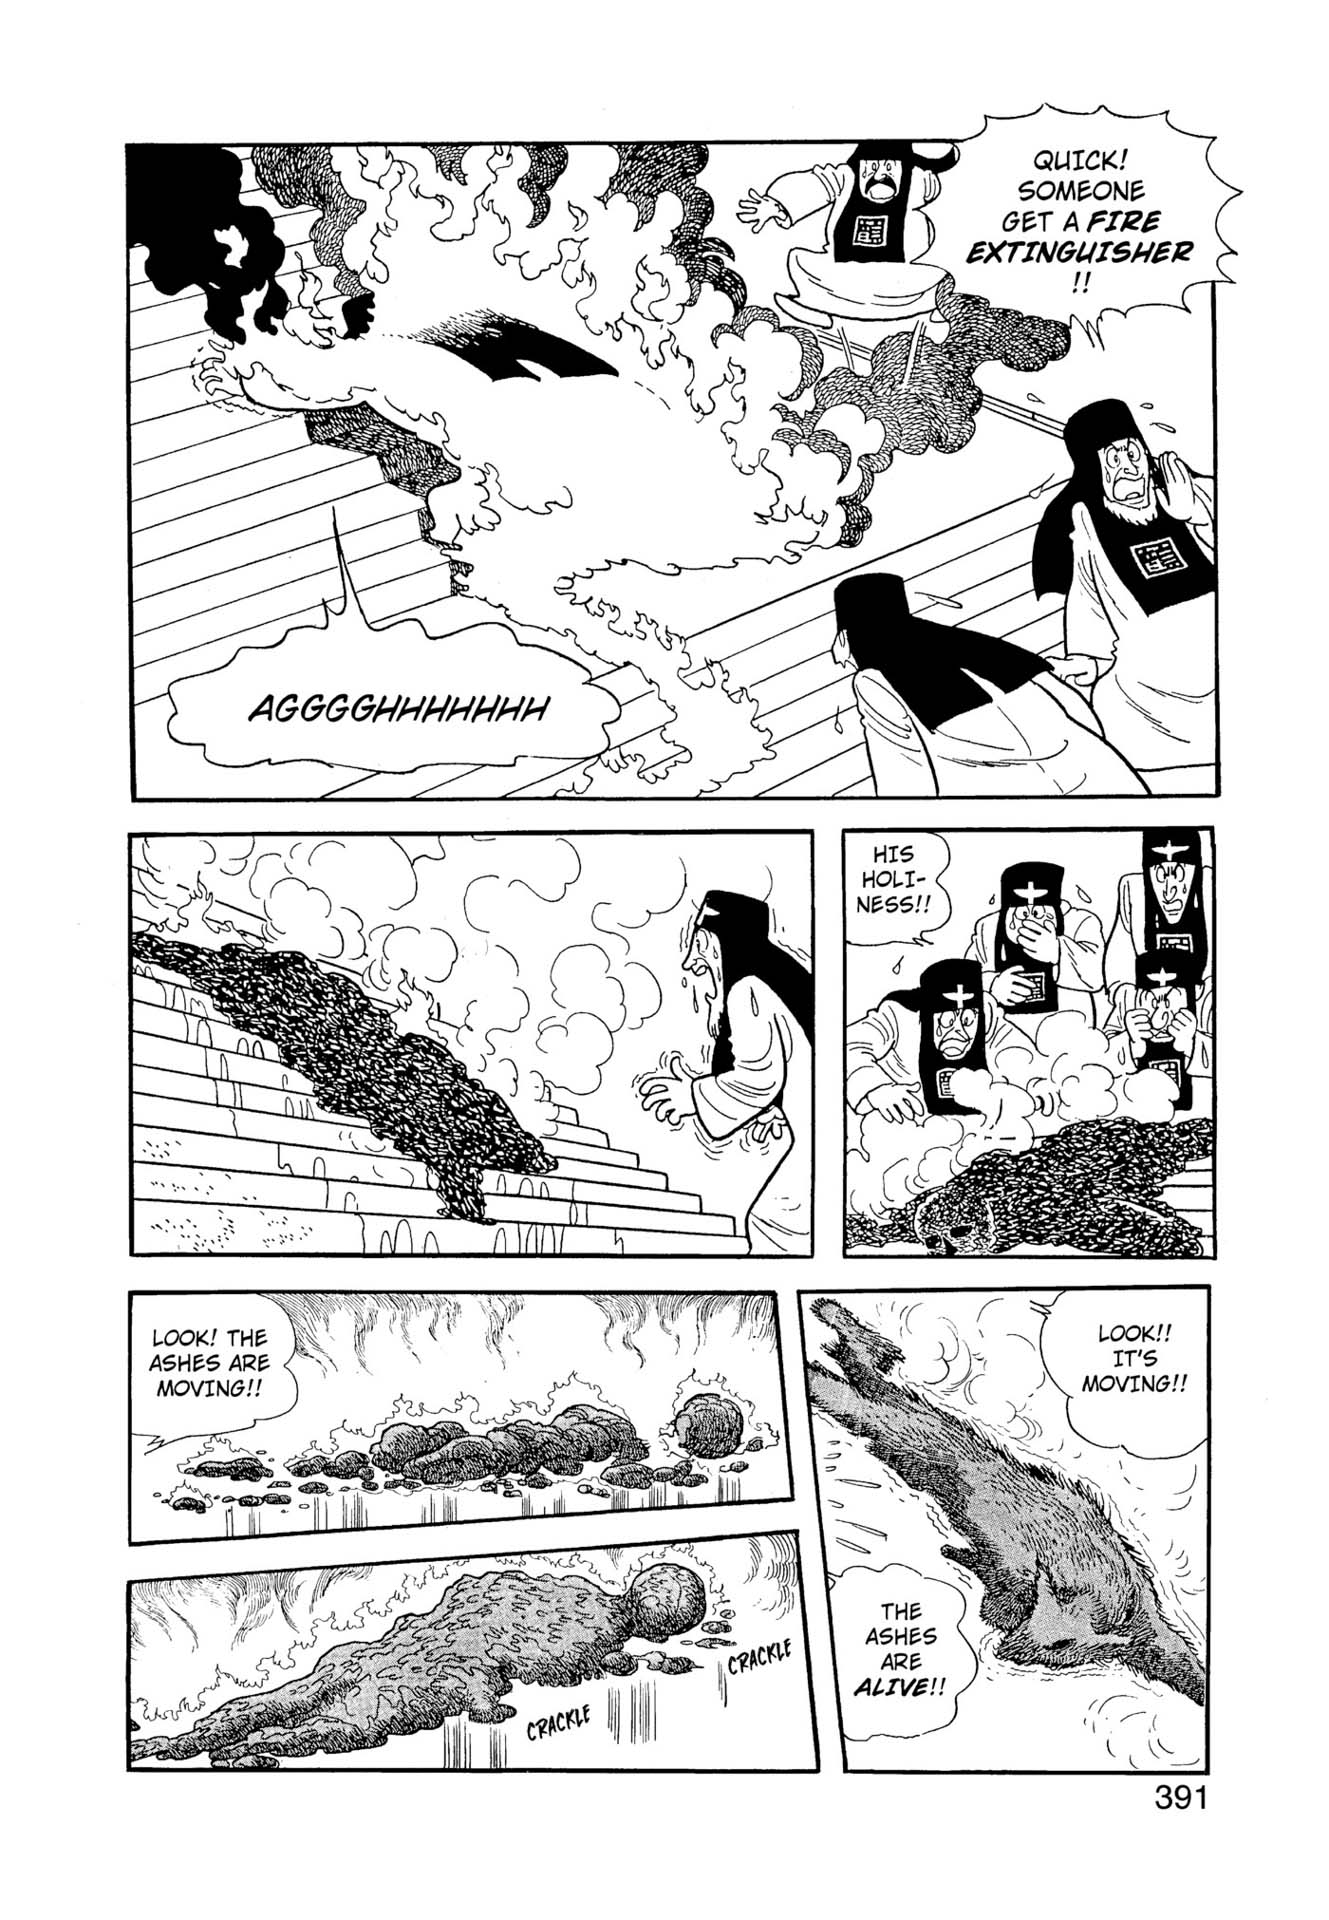 QUICK!
SOMEONE
GET A FIRE
EXTINGUISHER
!!
AGGGGHHHHHHH
HIS
HOLI-
NESS!!
LOOK! THE
ASHES ARE
MOVING!!
CRACKLE
CRACKLE
LOOK!!
IT'S
MOVING!!
THE
ASHES
ARE
ALIVE!!
391